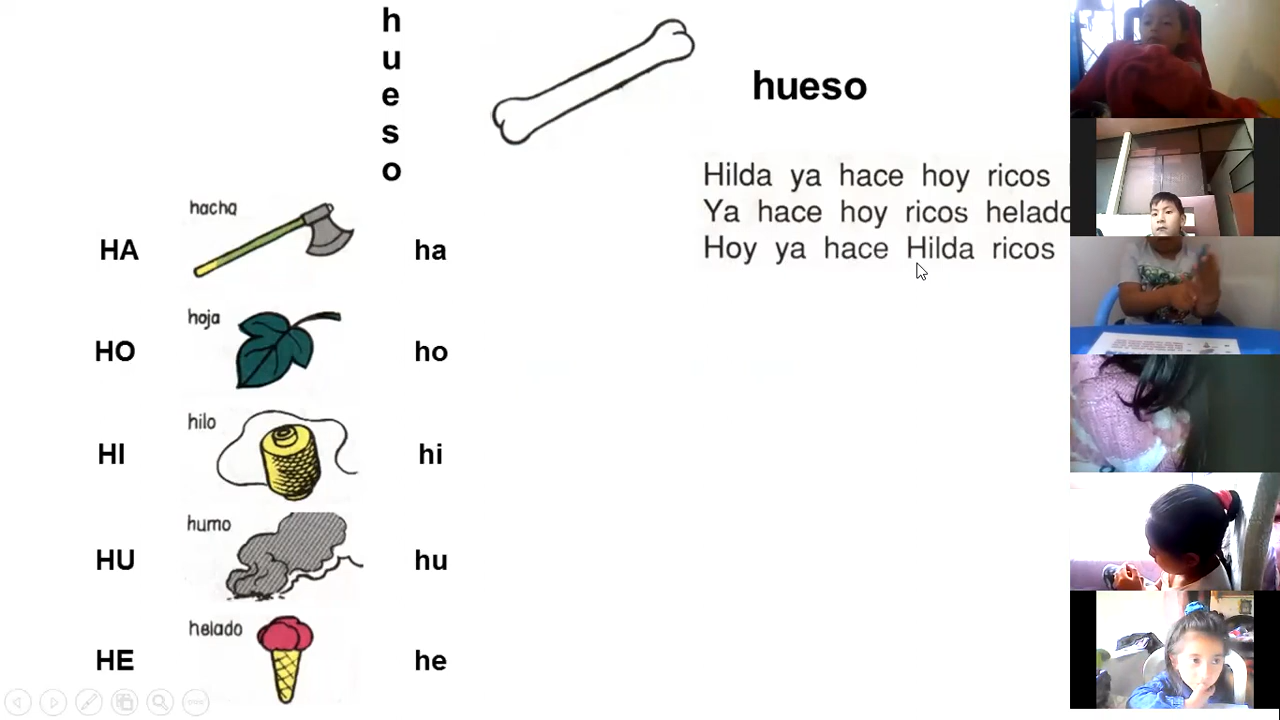 h
u
e
s
o
hueso
Hilda ya hace hoy ricos
Ya hace hoy ricos
Hoy ya hace Hilda ricos
hacha
HA
ha
hoja
HO
ho
hilo
HI
hi
humo
HU
hu
helado
HE
he